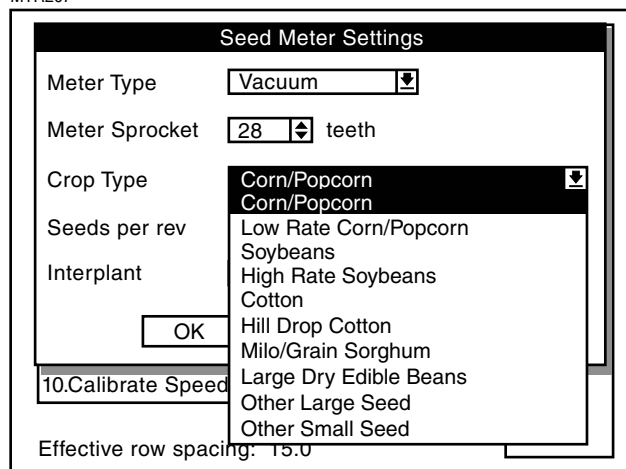 Seed Meter Settings
Meter Type Vacuum
Meter Sprocket 28 teeth
Crop Type Corn/Popcorn
Corn/Popcorn
Seeds per rev Low Rate Corn/Popcorn
Soybeans
Interplant High Rate Soybeans
Cotton
OK Hill Drop Cotton
Milo/Grain Sorghum
10.Calibrate Speed Large Dry Edible Beans
Other Large Seed
Other Small Seed
Effective row spacing: 15.0